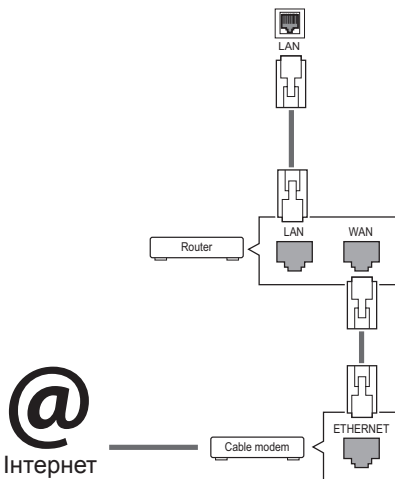 LAN
LAN WAN
Router
ETHERNET
@
Cable modem
Інтернет